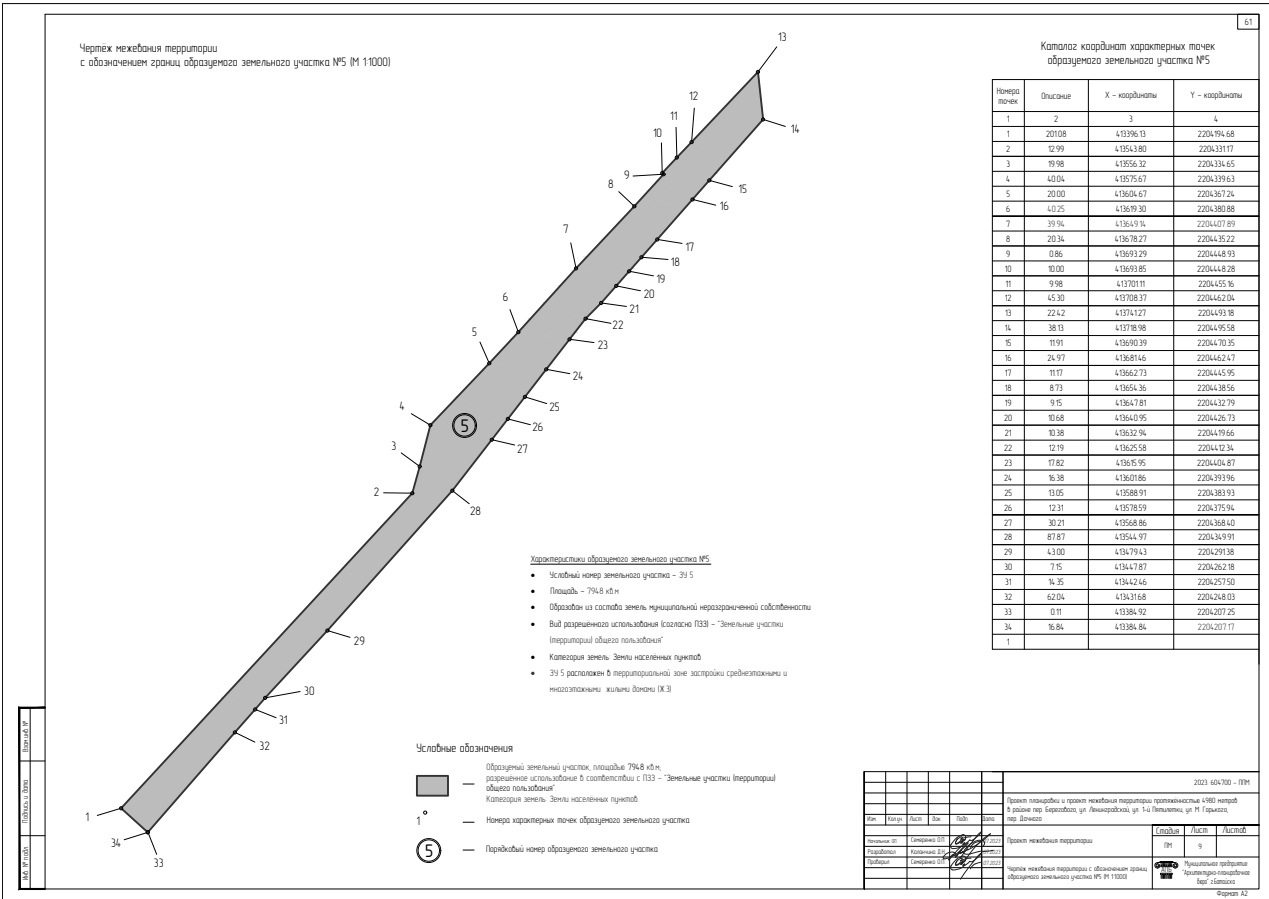 61
Чертёж межевания территории
с обозначением границ образуемого земельного участка №5 (М 1:1000)
Каталог координат характерных точек
образуемого земельного участка №5
Номера точек Описание X - координаты Y - координаты
1 2 3 4
1 201.08 413396.13 2204194.68
2 12.99 413543.80 2204331.17
3 19.98 413556.32 2204334.65
4 40.04 413575.67 2204339.63
5 20.00 413604.67 2204367.24
6 40.25 413619.30 2204380.88
7 39.94 413649.14 2204407.89
8 20.34 413678.27 2204435.22
9 0.86 413693.29 2204448.93
10 10.00 413693.85 2204448.28
11 9.98 413701.11 2204455.16
12 45.30 413708.37 2204462.04
13 22.42 413741.27 2204493.18
14 38.13 413718.98 2204495.58
15 11.91 413690.39 2204470.35
16 24.97 413681.46 2204462.47
17 11.17 413662.73 2204445.95
18 8.73 413654.36 2204438.56
19 9.15 413647.81 2204432.79
20 10.68 413640.95 2204426.73
21 10.38 413632.94 2204419.66
22 12.19 413625.58 2204412.34
23 17.82 413615.95 2204404.87
24 16.38 413601.86 2204393.96
25 13.05 413588.91 2204383.93
26 12.31 413578.59 2204375.94
27 30.21 413568.86 2204368.40
28 87.87 413544.97 2204349.91
29 43.00 413479.43 2204291.38
30 7.15 413447.87 2204262.18
31 14.35 413442.46 2204257.50
32 62.04 413431.68 2204248.03
33 0.11 413384.92 2204207.25
34 16.84 413384.84 2204207.17
1
13
12
11
10
9
8
7
6
5
4
3
2
1
34
33
14
15
16
17
18
19
20
21
22
23
24
25
26
27
28
29
30
31
32
5
Характеристики образуемого земельного участка №5:
• Условный номер земельного участка - ЗУ 5
• Площадь - 7948 кв.м
• Образован из состава земель муниципальной неразграниченной собственности
• Вид разрешённого использования (согласно ПЗЗ) - "Земельные участки
(территории) общего пользования"
• Категория земель: Земли населённых пунктов
• ЗУ 5 расположен в территориальной зоне застройки среднеэтажными и
многоэтажными жилыми домами (Ж.3)
Условные обозначения
Образуемый земельный участок, площадью 7948 кв.м;
разрешённое использование в соответствии с ПЗЗ - "Земельные участки (территории)
общего пользования"
Категория земель: Земли населённых пунктов
1 — Номера характерных точек образуемого земельного участка
5 — Порядковый номер образуемого земельного участка
Взам.инв. №
Подпись и дата
Инв. № подл.
2023. 604700 - ППМ
Проект планировки и проект межевания территории протяженностью 4980 метров
в районе пер. Берегового, ул. Ленинградской, ул. 1-й Пятилетки, ул. М. Горького,
пер. Дачного
Изм. Кол.уч. Лист Док. Подп. Дата
Начальник ОП Семеренко О.П. 07.2023
Разработал 07.2023
Проверил Семеренко О.П. 07.2023
Проект межевания территории
Стадия Лист Листов
ПМ 9
Чертеж межевания территории с обозначением границ
образуемого земельного участка №5 (М 1:1000)
Муниципальное предприятие
"Архитектурно-планировочное
бюро" г.Батайска
Формат А2